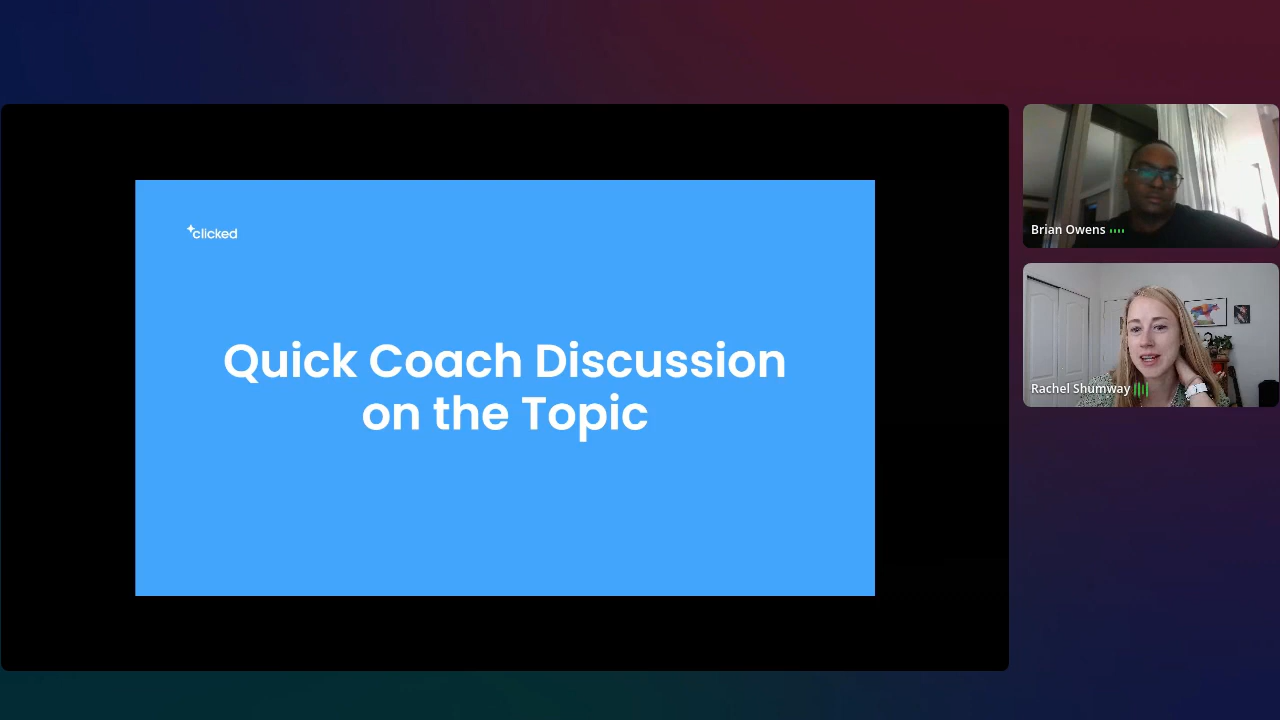 clicked
Quick Coach Discussion
on the Topic
Brian Owens
Rachel Shumway